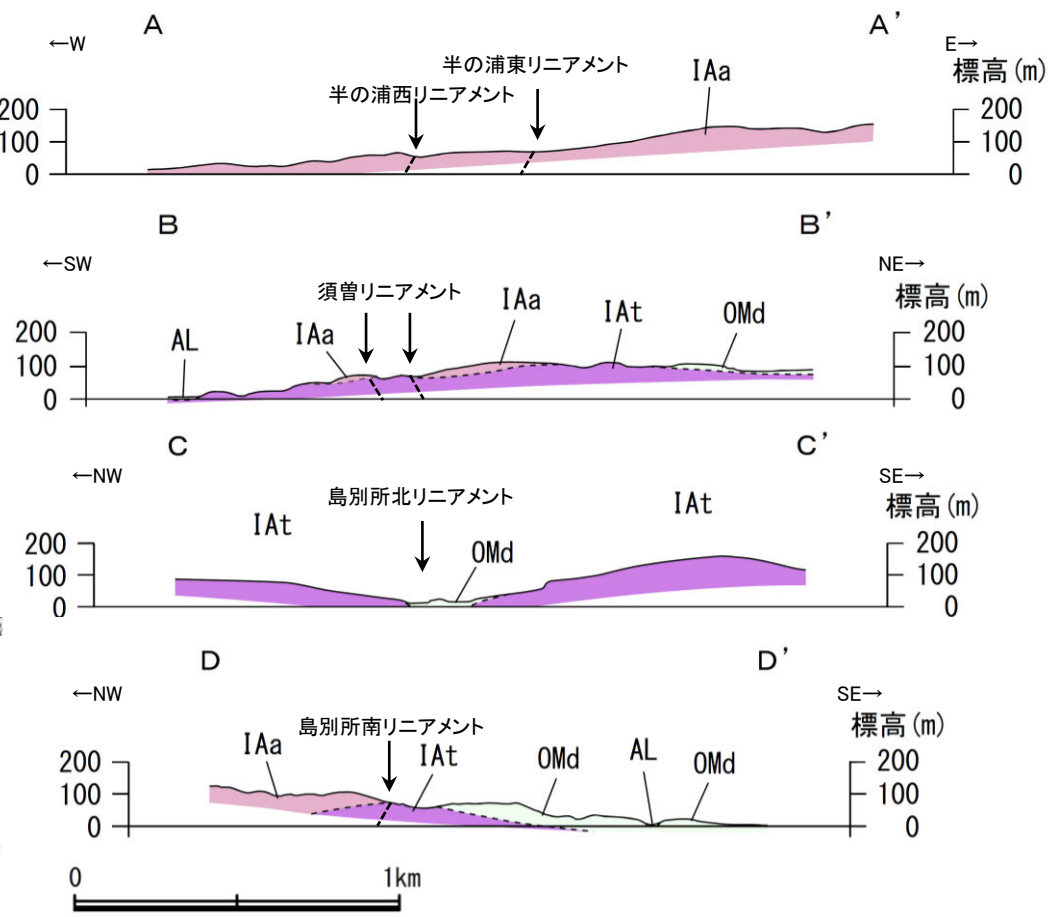 A A’
←W E→
半の浦東リニアメント
半の浦西リニアメント
IAa
標高(m)
200 200
100 100
0 0
B B’
←SW NE→
須曽リニアメント
標高(m)
AL IAa IAa IAt OMd
200 200
100 100
0 0
C C’
←NW SE→
島別所北リニアメント
標高(m)
IAt OMd IAt
200 200
100 100
0 0
D D’
←NW SE→
島別所南リニアメント
標高(m)
IAa IAt OMd AL OMd
200 200
100 100
0 0
0 1km